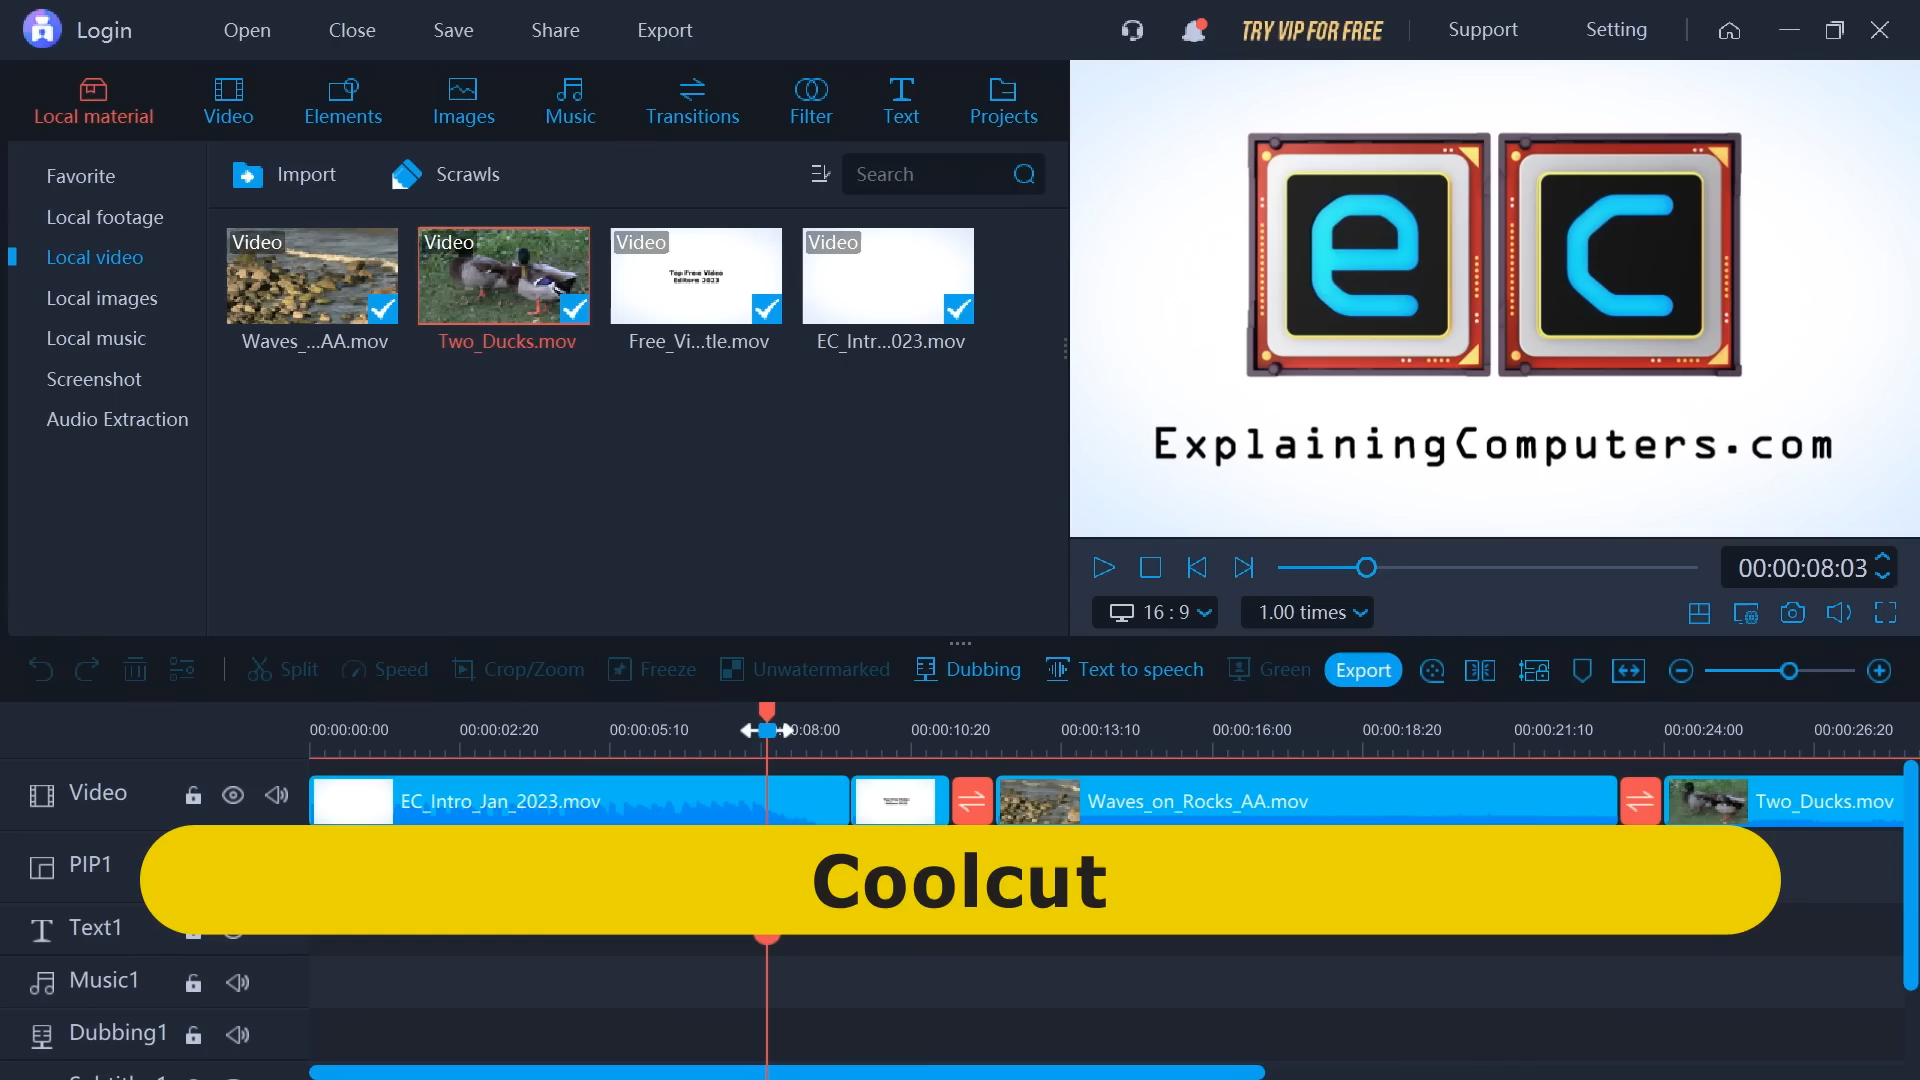 Login
Open
Close
Save
Share
Export
TRY VIP FOR FREE
Support
Setting
Local material
Video
Elements
Images
Music
Transitions
Filter
Text
Projects
Favorite
Local footage
Local video
Local images
Local music
Screenshot
Audio Extraction
Import
Scrawls
Search
Video
Video
Video
Video
Top Free Video
Editors 2023
Waves_...AA.mov
Two_Ducks.mov
Free_Vi...tle.mov
EC_Intr...023.mov
ec
ExplainingComputers.com
00:00:08:03
16 : 9
1.00 times
Split
Speed
Crop/Zoom
Freeze
Unwatermarked
Dubbing
Text to speech
Green
Export
00:00:00:00
00:00:02:20
00:00:05:10
0:08:00
00:00:10:20
00:00:13:10
00:00:16:00
00:00:18:20
00:00:21:10
00:00:24:00
00:00:26:20
Video
EC_Intro_Jan_2023.mov
Waves_on_Rocks_AA.mov
Two_Ducks.mov
PIP1
Coolcut
Text1
Music1
Dubbing1